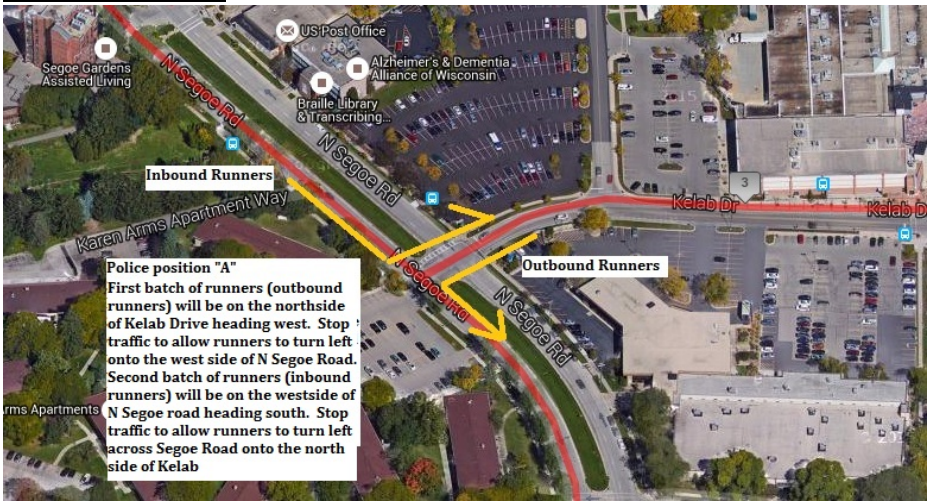 US Post Office
Segoe Gardens
Assisted Living
Alzheimer's & Dementia
Alliance of Wisconsin
Braille Library
& Transcribing...
N Segoe Rd
N Segoe Rd
Inbound Runners
3
Kelab Dr
Kelab D
Karen Arms Apartment Way
Outbound Runners
N Segoe Rd
N Segoe Rd
Police position "A"
First batch of runners (outbound
runners) will be on the northside
of Kelab Drive heading west. Stop
traffic to allow runners to turn left
onto the west side of N Segoe Road.
Second batch of runners (inbound
runners) will be on the westside of
N Segoe road heading south. Stop
traffic to allow runners to turn left
across Segoe Road onto the north
side of Kelab
rms Apartments